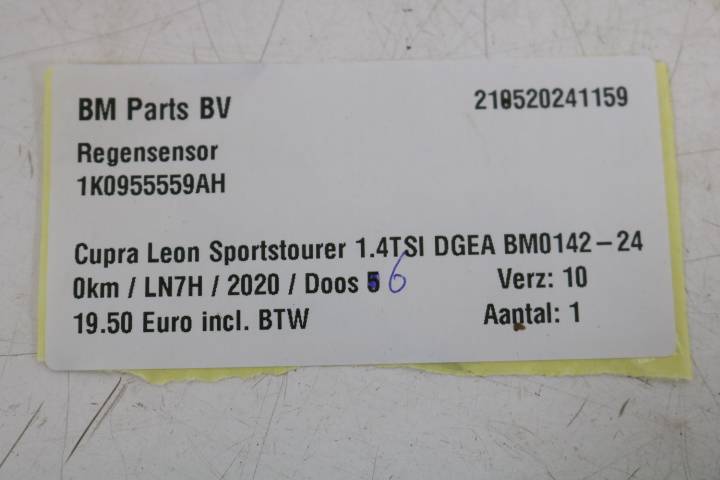 BM Parts BV
210520241159
Regensensor
1K0955559AH
Cupra Leon Sportstourer 1.4TSI DGEA BM0142-24
0km / LN7H / 2020 / Doos 5 6
Verz: 10
19.50 Euro incl. BTW
Aantal: 1